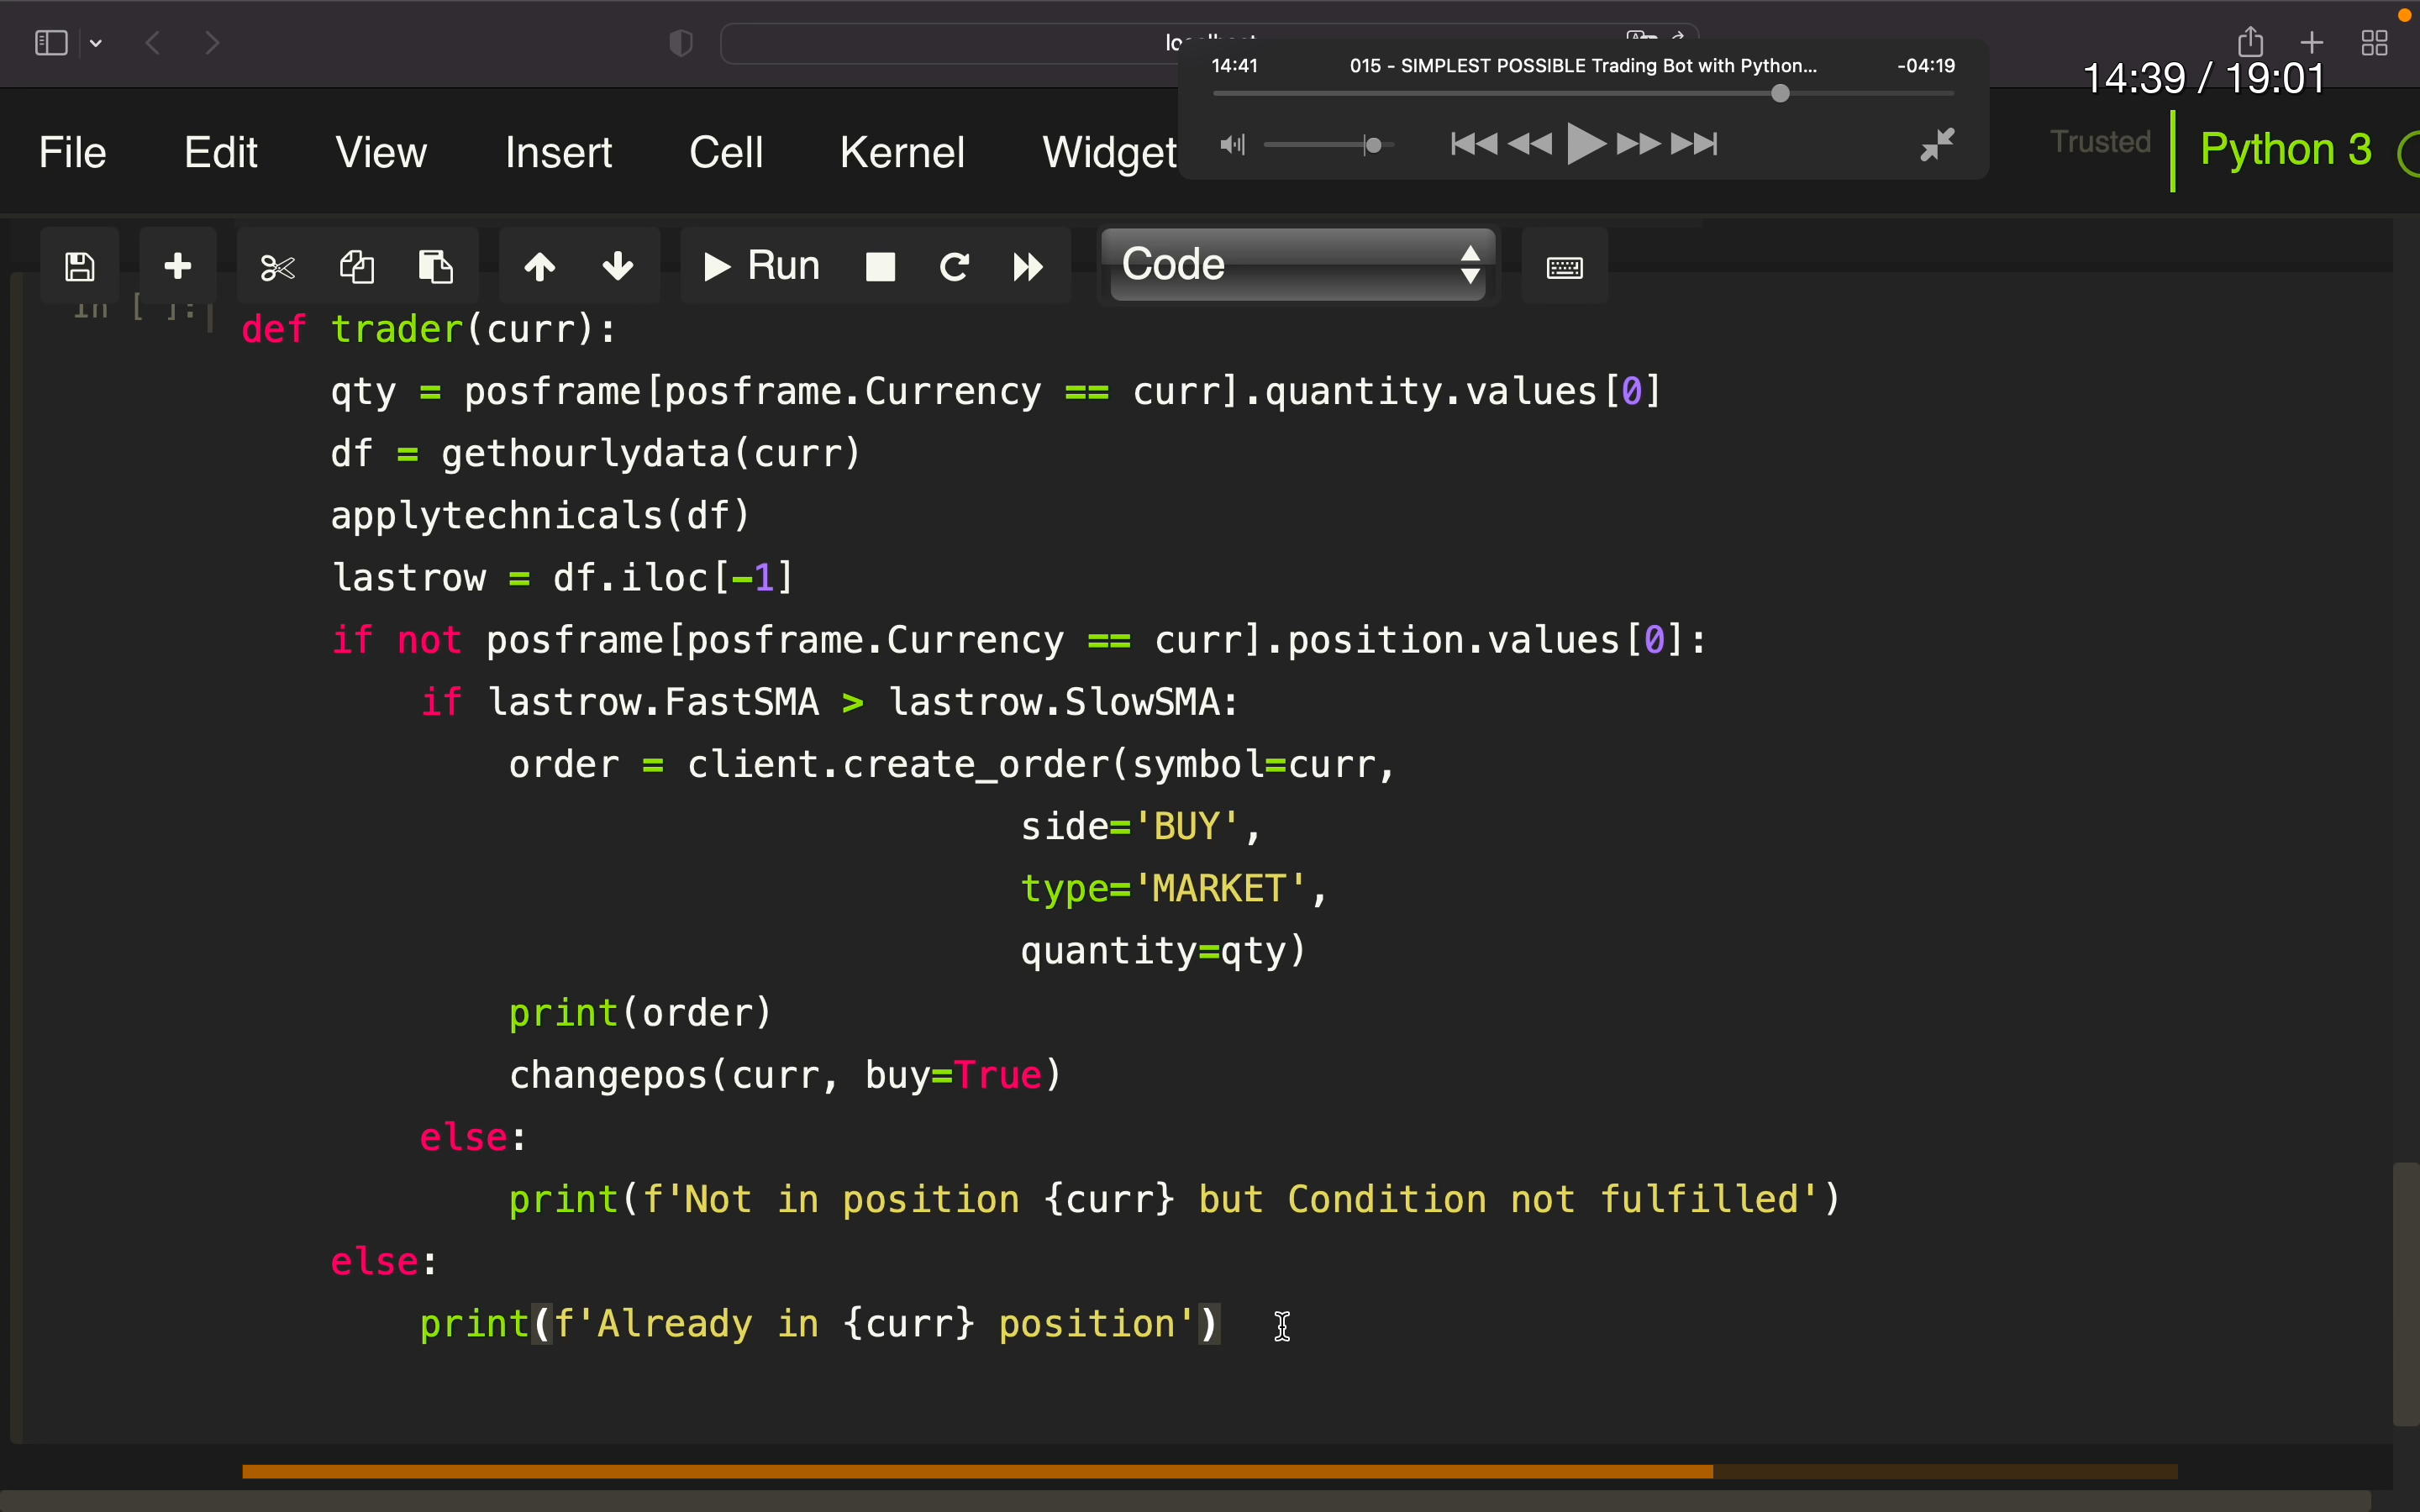 14:41 015 - SIMPLEST POSSIBLE Trading Bot with Python... -04:19
14:39 / 19:01
File Edit View Insert Cell Kernel Widget Trusted Python 3
Run Code
In [ ]:
def trader(curr):
    qty = posframe[posframe.Currency == curr].quantity.values[0]
    df = gethourlydata(curr)
    applytechnicals(df)
    lastrow = df.iloc[-1]
    if not posframe[posframe.Currency == curr].position.values[0]:
        if lastrow.FastSMA > lastrow.SlowSMA:
            order = client.create_order(symbol=curr,
                                   side='BUY',
                                   type='MARKET',
                                   quantity=qty)
            print(order)
            changepos(curr, buy=True)
        else:
            print(f'Not in position {curr} but Condition not fulfilled')
    else:
        print(f'Already in {curr} position')